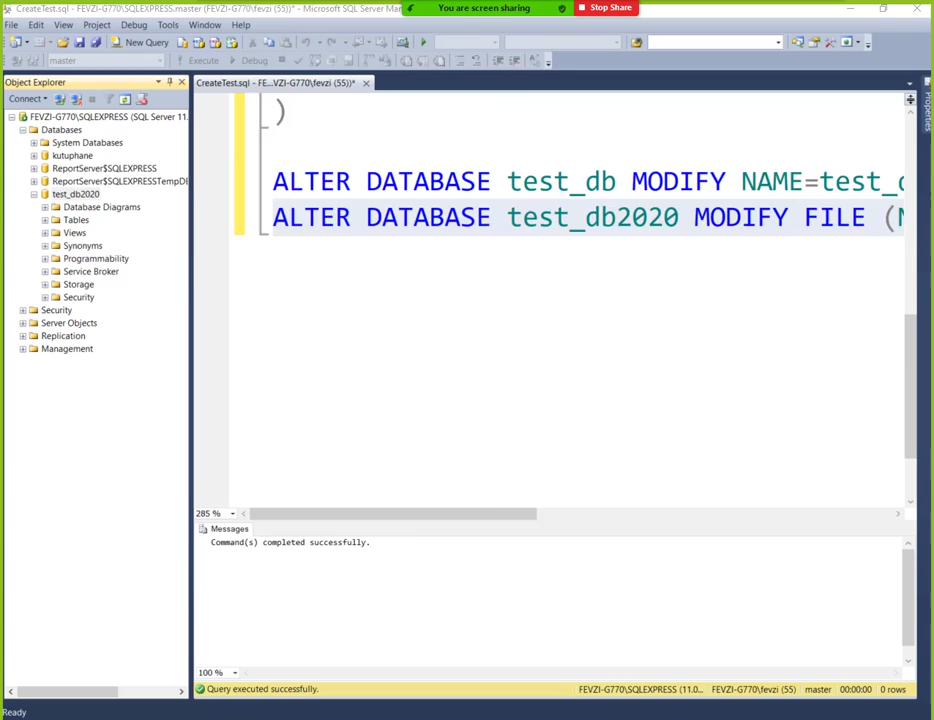 CreateTest.sql - FEVZI-G770\SQLEXPRESS.master (FEVZI-G770\fevzi (55))* - Microsoft SQL Server Man
You are screen sharing
Stop Share
File Edit View Project Debug Tools Window Help
New Query
master Execute Debug
Object Explorer
CreateTest.sql - FE...VZI-G770\fevzi (55))*
Connect
Properties
FEVZI-G770\SQLEXPRESS (SQL Server 11.
Databases
System Databases
kutuphane
ReportServer$SQLEXPRESS
ReportServer$SQLEXPRESSTempDB
test_db2020
Database Diagrams
Tables
Views
Synonyms
Programmability
Service Broker
Storage
Security
Security
Server Objects
Replication
Management
)
ALTER DATABASE test_db MODIFY NAME=test_d
ALTER DATABASE test_db2020 MODIFY FILE (N
285 %
Messages
Command(s) completed successfully.
100 %
Query executed successfully.
FEVZI-G770\SQLEXPRESS (11.0... FEVZI-G770\fevzi (55) master 00:00:00 0 rows
Ready